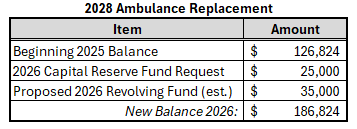 2028 Ambulance Replacement
Item Amount
Beginning 2025 Balance $ 126,824
2026 Capital Reserve Fund Request $ 25,000
Proposed 2026 Revolving Fund (est.) $ 35,000
New Balance 2026: $ 186,824